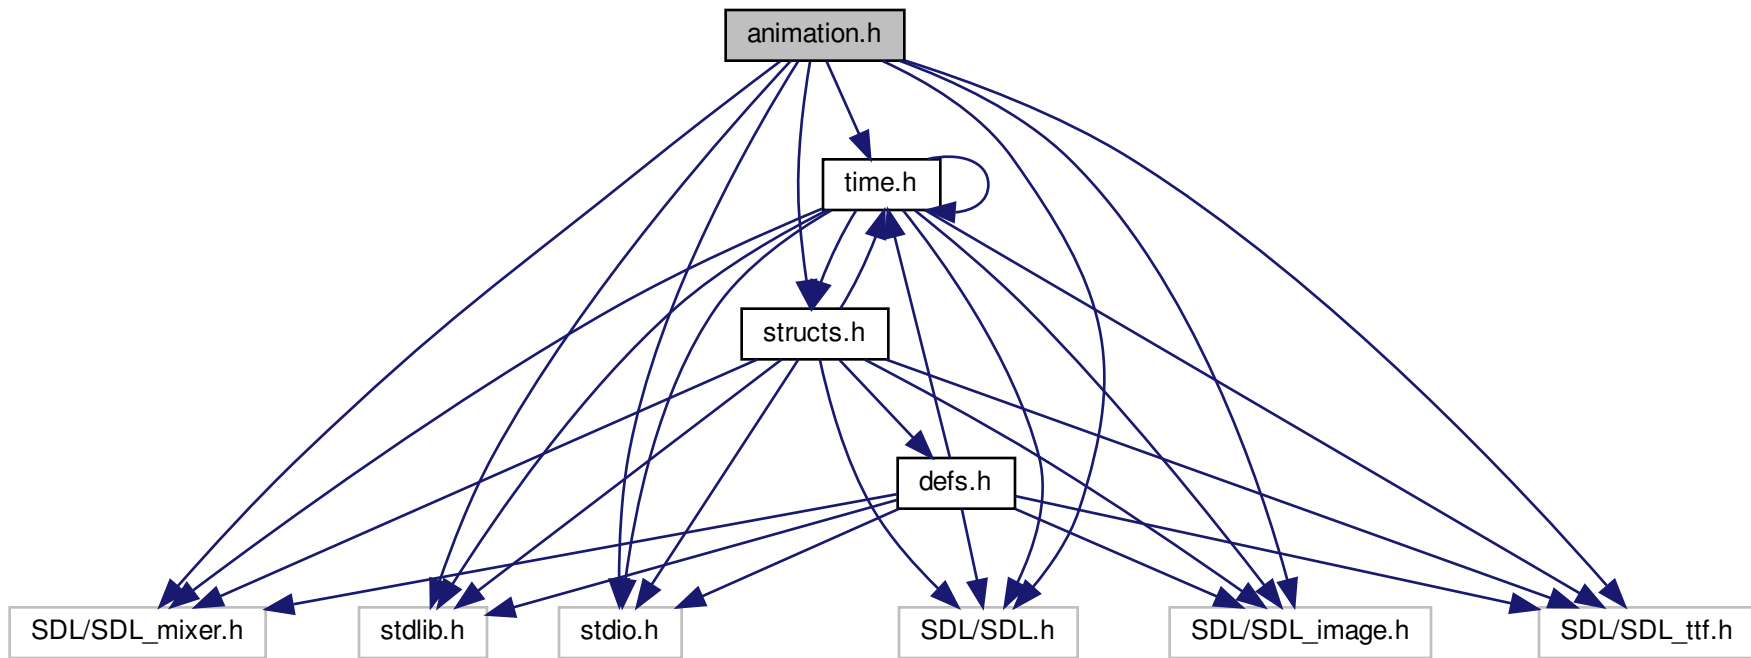 animation.h
time.h
structs.h
defs.h
SDL/SDL_mixer.h
stdlib.h
stdio.h
SDL/SDL.h
SDL/SDL_image.h
SDL/SDL_ttf.h